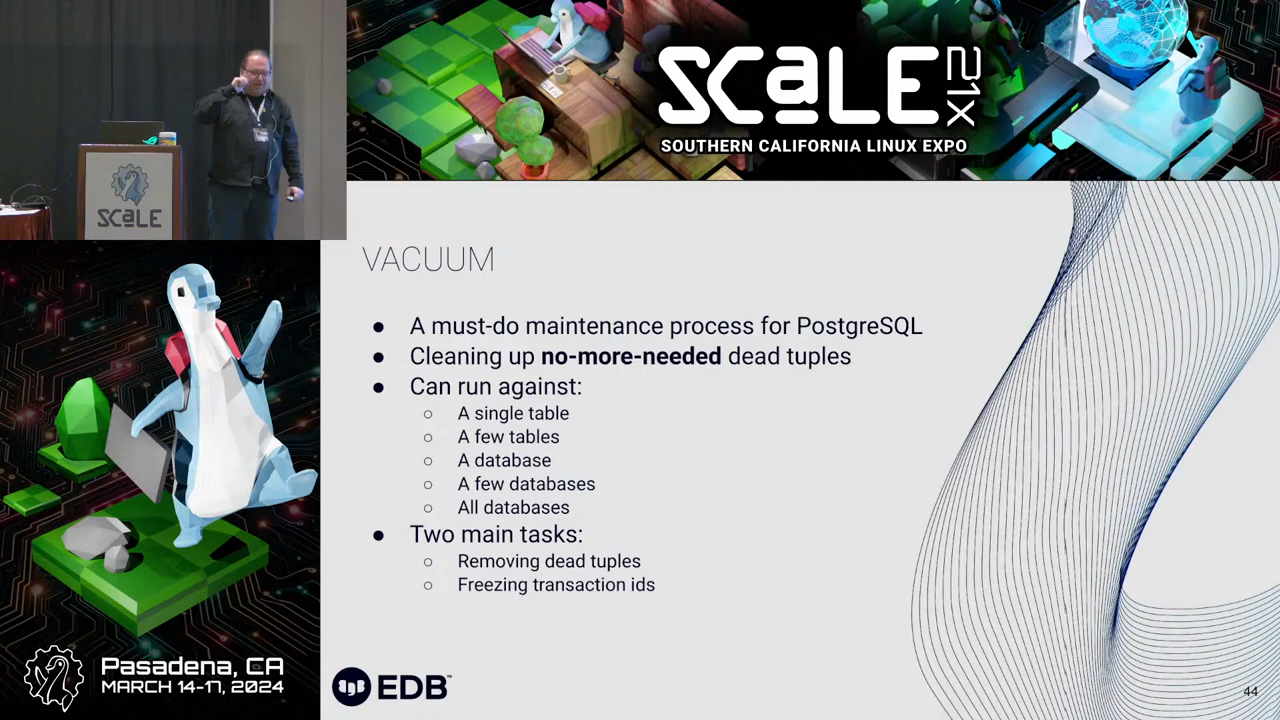 SCaLE 21X
SOUTHERN CALIFORNIA LINUX EXPO
SCaLE
VACUUM
● A must-do maintenance process for PostgreSQL
● Cleaning up no-more-needed dead tuples
● Can run against:
○ A single table
○ A few tables
○ A database
○ A few databases
○ All databases
● Two main tasks:
○ Removing dead tuples
○ Freezing transaction ids
Pasadena, CA
MARCH 14-17, 2024
EDB™
44